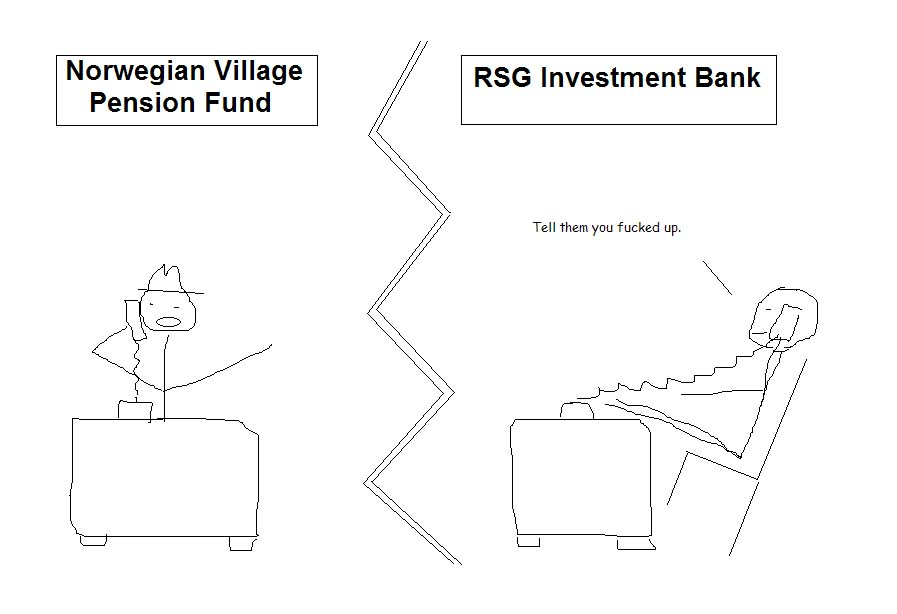 Norwegian Village
Pension Fund
RSG Investment Bank
Tell them you fucked up.